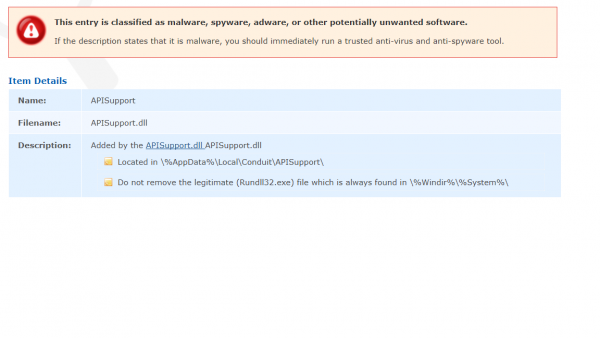 This entry is classified as malware, spyware, adware, or other potentially unwanted software.
If the description states that it is malware, you should immediately run a trusted anti-virus and anti-spyware tool.
Item Details
Name: APISupport
Filename: APISupport.dll
Description: Added by the APISupport.dll APISupport.dll
Located in \%AppData%\Local\Conduit\APISupport\
Do not remove the legitimate (Rundll32.exe) file which is always found in \%Windir%\%System%\